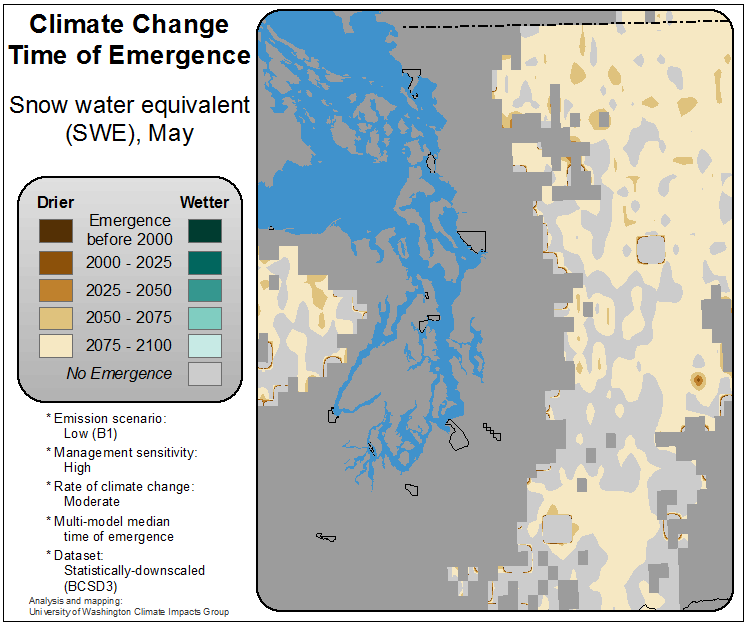 Climate Change
Time of Emergence
Snow water equivalent
(SWE), May
Drier Wetter
Emergence
before 2000
2000 - 2025
2025 - 2050
2050 - 2075
2075 - 2100
No Emergence
* Emission scenario:
Low (B1)
* Management sensitivity:
High
* Rate of climate change:
Moderate
* Multi-model median
time of emergence
* Dataset:
Statistically-downscaled
(BCSD3)
Analysis and mapping:
University of Washington Climate Impacts Group